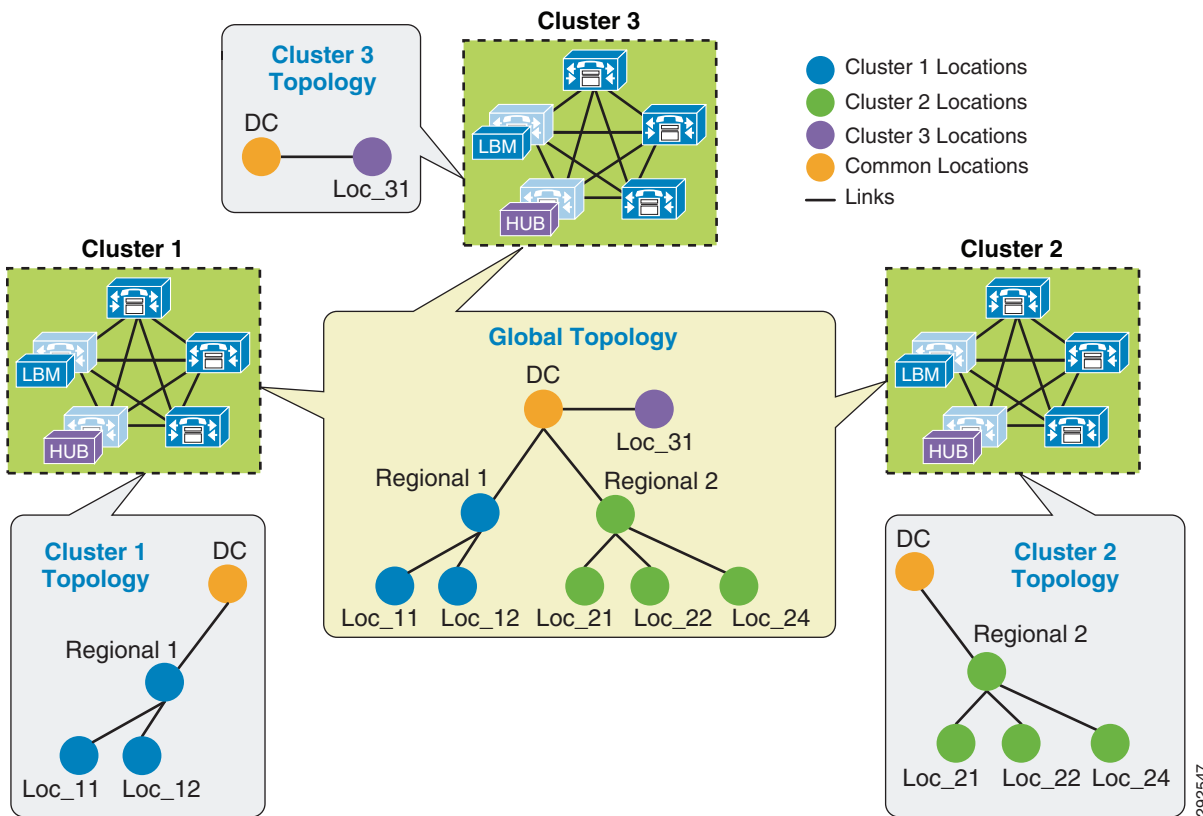 Cluster 3
Cluster 3
Topology
DC
Loc_31
LBM
HUB
Cluster 1 Locations
Cluster 2 Locations
Cluster 3 Locations
Common Locations
Links
Cluster 1
LBM
HUB
Cluster 2
LBM
HUB
Global Topology
DC
Loc_31
Regional 1
Regional 2
Loc_11
Loc_12
Loc_21
Loc_22
Loc_24
Cluster 1
Topology
DC
Regional 1
Loc_11
Loc_12
Cluster 2
Topology
DC
Regional 2
Loc_21
Loc_22
Loc_24
292547